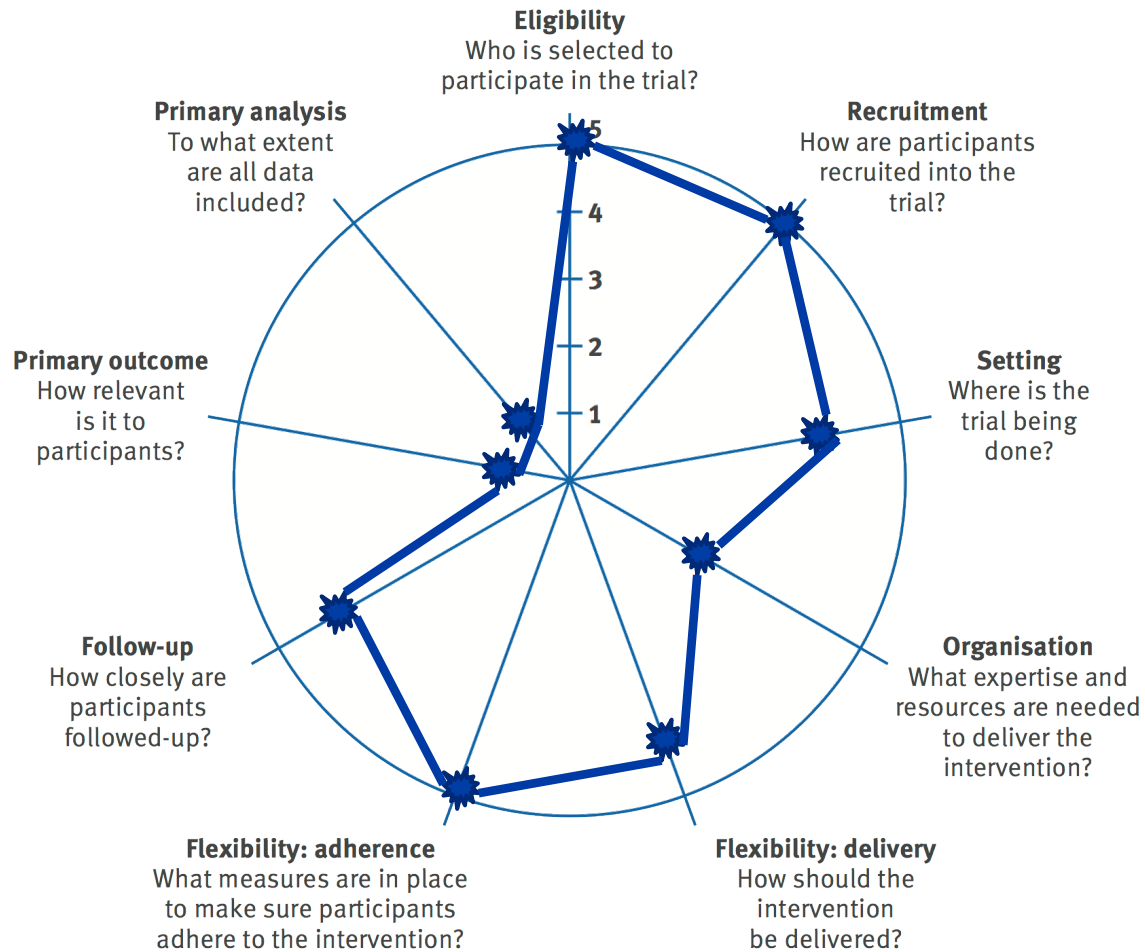 Eligibility
Who is selected to
participate in the trial?
Recruitment
How are participants
recruited into the
trial?
Setting
Where is the
trial being
done?
Organisation
What expertise and
resources are needed
to deliver the
intervention?
Flexibility: delivery
How should the
intervention
be delivered?
Flexibility: adherence
What measures are in place
to make sure participants
adhere to the intervention?
Follow-up
How closely are
participants
followed-up?
Primary outcome
How relevant
is it to
participants?
Primary analysis
To what extent
are all data
included?
5
4
3
2
1